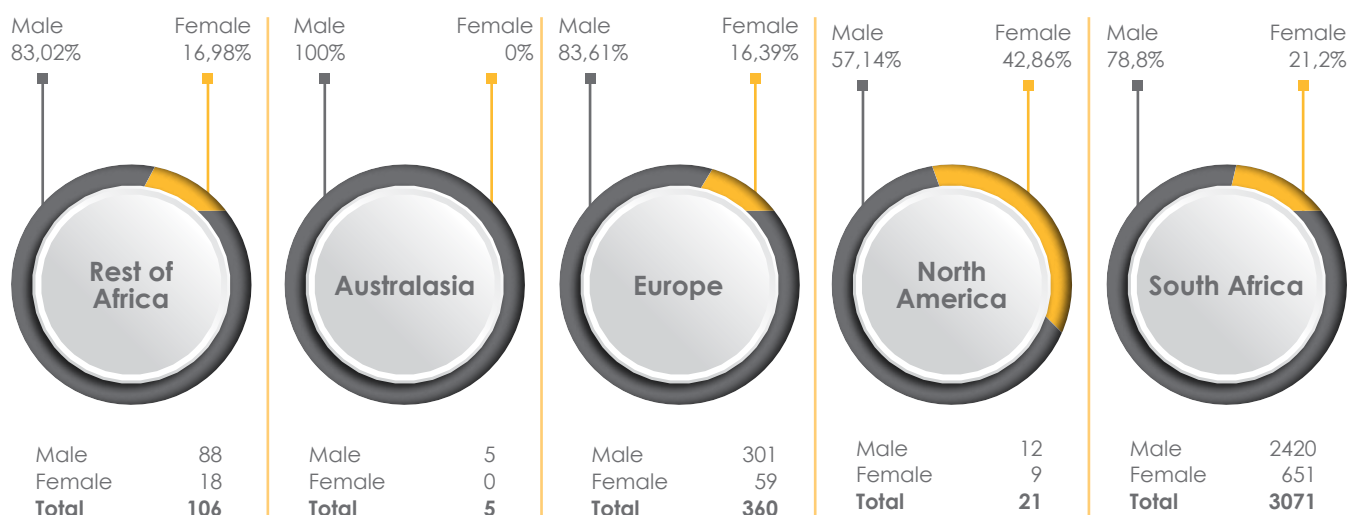 Male Female
83,02% 16,98%
Rest of
Africa
Male 88
Female 18
Total 106
Male Female
100% 0%
Australasia
Male 5
Female 0
Total 5
Male Female
83,61% 16,39%
Europe
Male 301
Female 59
Total 360
Male Female
57,14% 42,86%
North
America
Male 12
Female 9
Total 21
Male Female
78,8% 21,2%
South Africa
Male 2420
Female 651
Total 3071